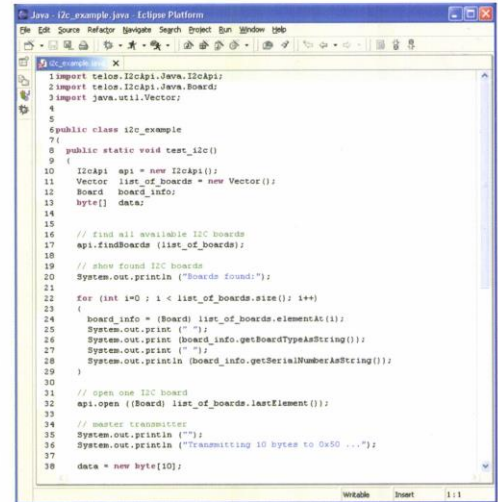 Java - i2c_example.java - Eclipse Platform
File Edit Source Refactor Navigate Search Project Run Window Help
i2c_example.java
1 import telos.I2cApi.Java.I2cApi;
2 import telos.I2cApi.Java.Board;
3 import java.util.Vector;
4
5
6 public class i2c_example
7 {
8 public static void test_i2c()
9 {
10 I2cApi api = new I2cApi();
11 Vector list_of_boards = new Vector();
12 Board board_info;
13 byte[] data;
14
15
16 // find all available I2C boards
17 api.findBoards (list_of_boards);
18
19 // show found I2C boards
20 System.out.println ("Boards found:");
21
22 for (int i=0 ; i < list_of_boards.size(); i++)
23 {
24 board_info = (Board) list_of_boards.elementAt(i);
25 System.out.print (" ");
26 System.out.print (board_info.getBoardTypeAsString());
27 System.out.print (" ");
28 System.out.println (board_info.getSerialNumberAsString());
29 }
30
31 // open one I2C board
32 api.open ((Board) list_of_boards.lastElement());
33
34 // master transmitter
35 System.out.println ("");
36 System.out.println ("Transmitting 10 bytes to 0x50 ...");
37
38 data = new byte[10];
Writable Insert 1:1